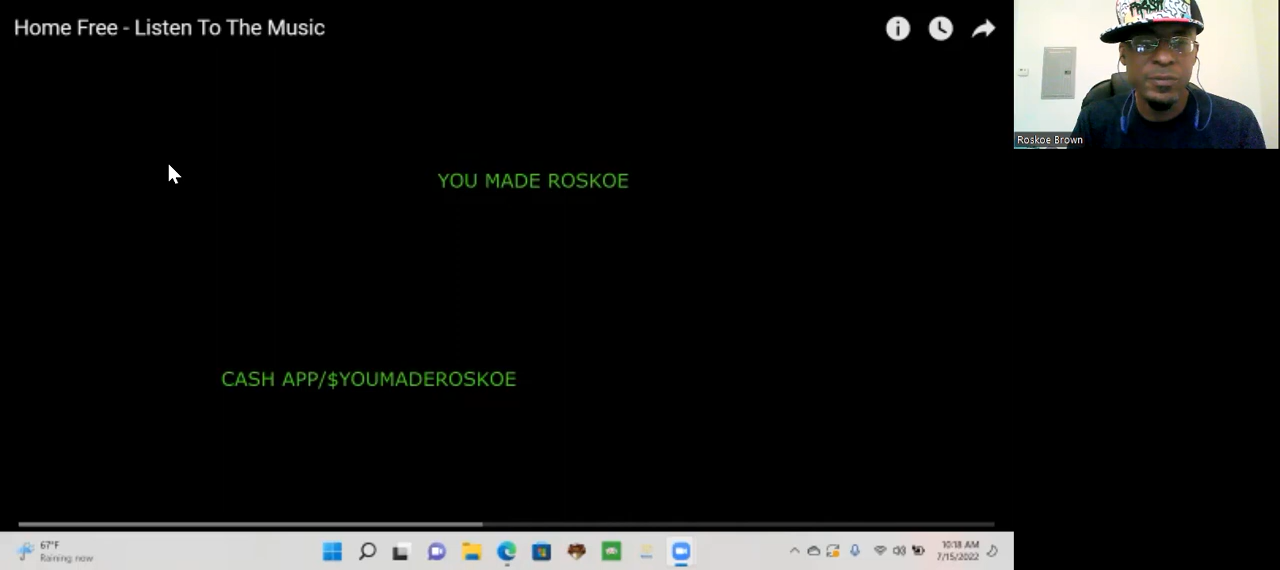 Home Free - Listen To The Music
Roskoe Brown
YOU MADE ROSKOE
CASH APP/$YOUMADEROSKOE
67°F
Raining now
10:18 AM
7/15/2022